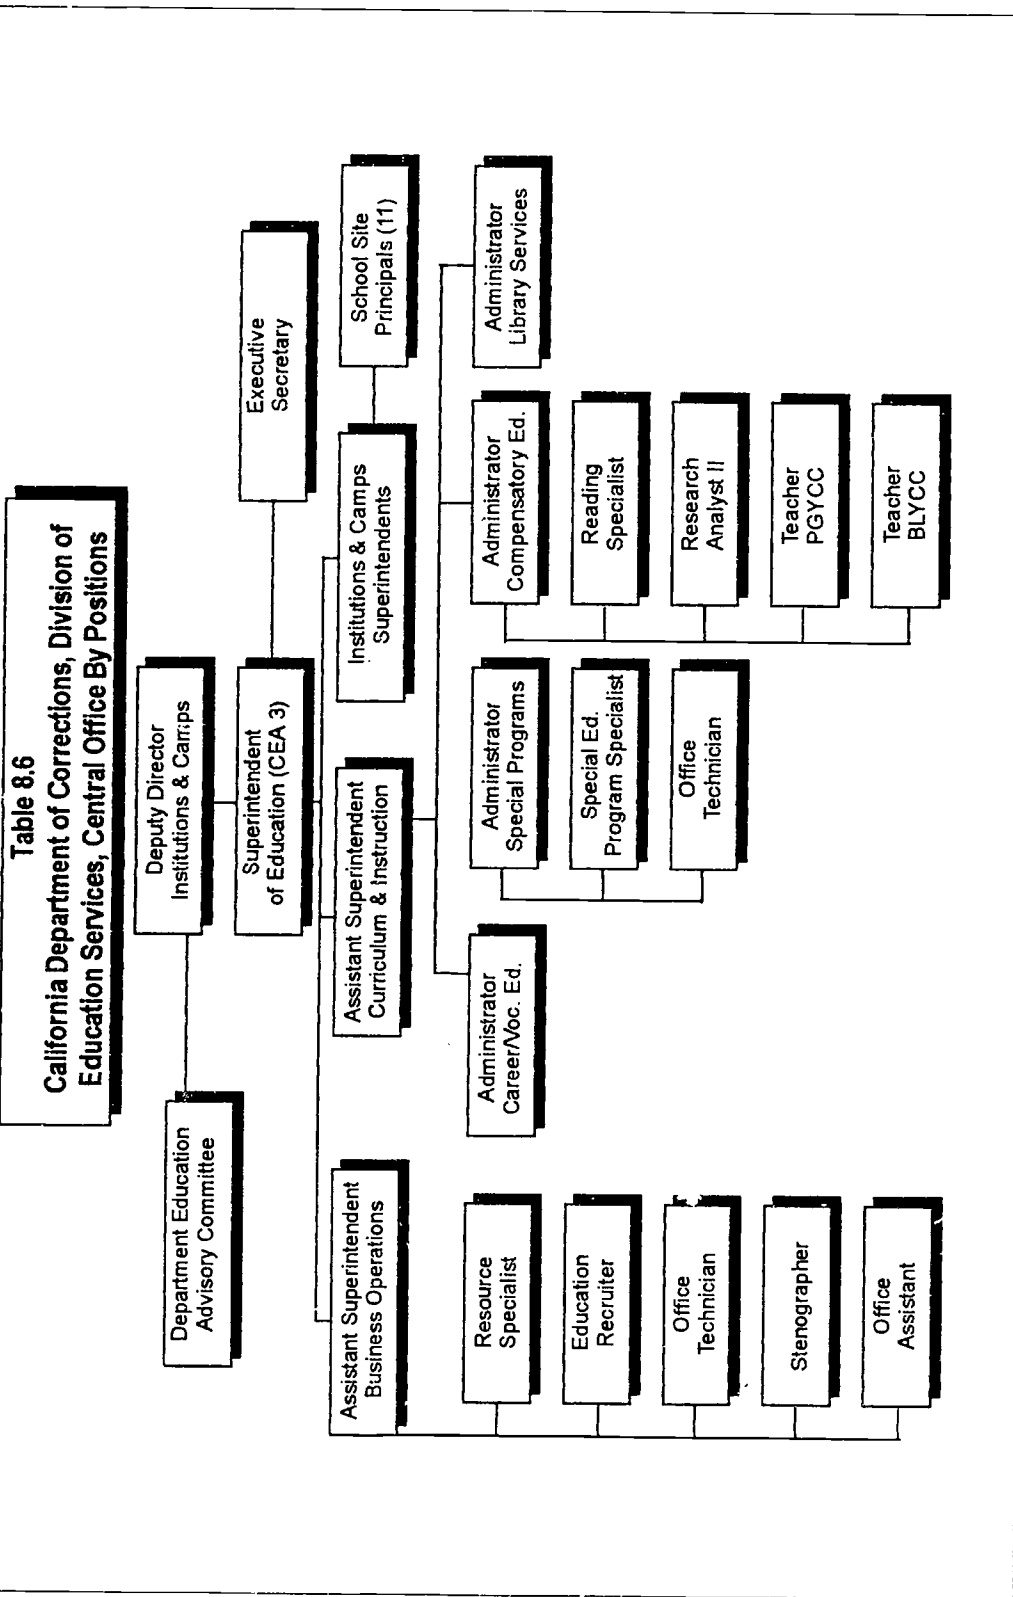 Table 8.6
California Department of Corrections, Division of
Education Services, Central Office By Positions
Deputy Director
Institutions & Camps
Department Education
Advisory Committee
Superintendent
of Education (CEA 3)
Executive
Secretary
Assistant Superintendent
Business Operations
Assistant Superintendent
Curriculum & Instruction
Institutions & Camps
Superintendents
School Site
Principals (11)
Resource
Specialist
Education
Recruiter
Office
Technician
Stenographer
Office
Assistant
Administrator
Career/Voc. Ed.
Administrator
Special Programs
Special Ed.
Program Specialist
Office
Technician
Administrator
Compensatory Ed.
Reading
Specialist
Research
Analyst II
Teacher
PGYCC
Teacher
BLYCC
Administrator
Library Services